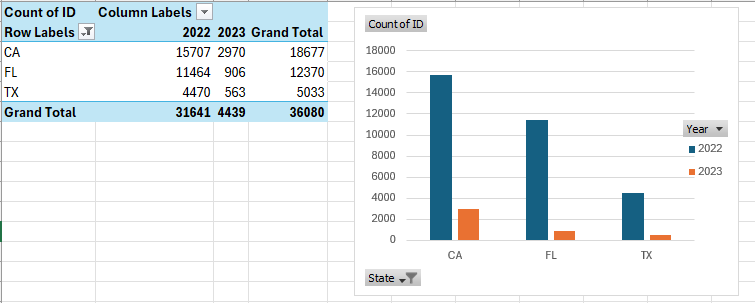 Count of ID Column Labels
Row Labels 2022 2023 Grand Total
CA 15707 2970 18677
FL 11464 906 12370
TX 4470 563 5033
Grand Total 31641 4439 36080
Count of ID
18000
16000
14000
12000
10000
8000
6000
4000
2000
0
CA FL TX
Year
2022
2023
State